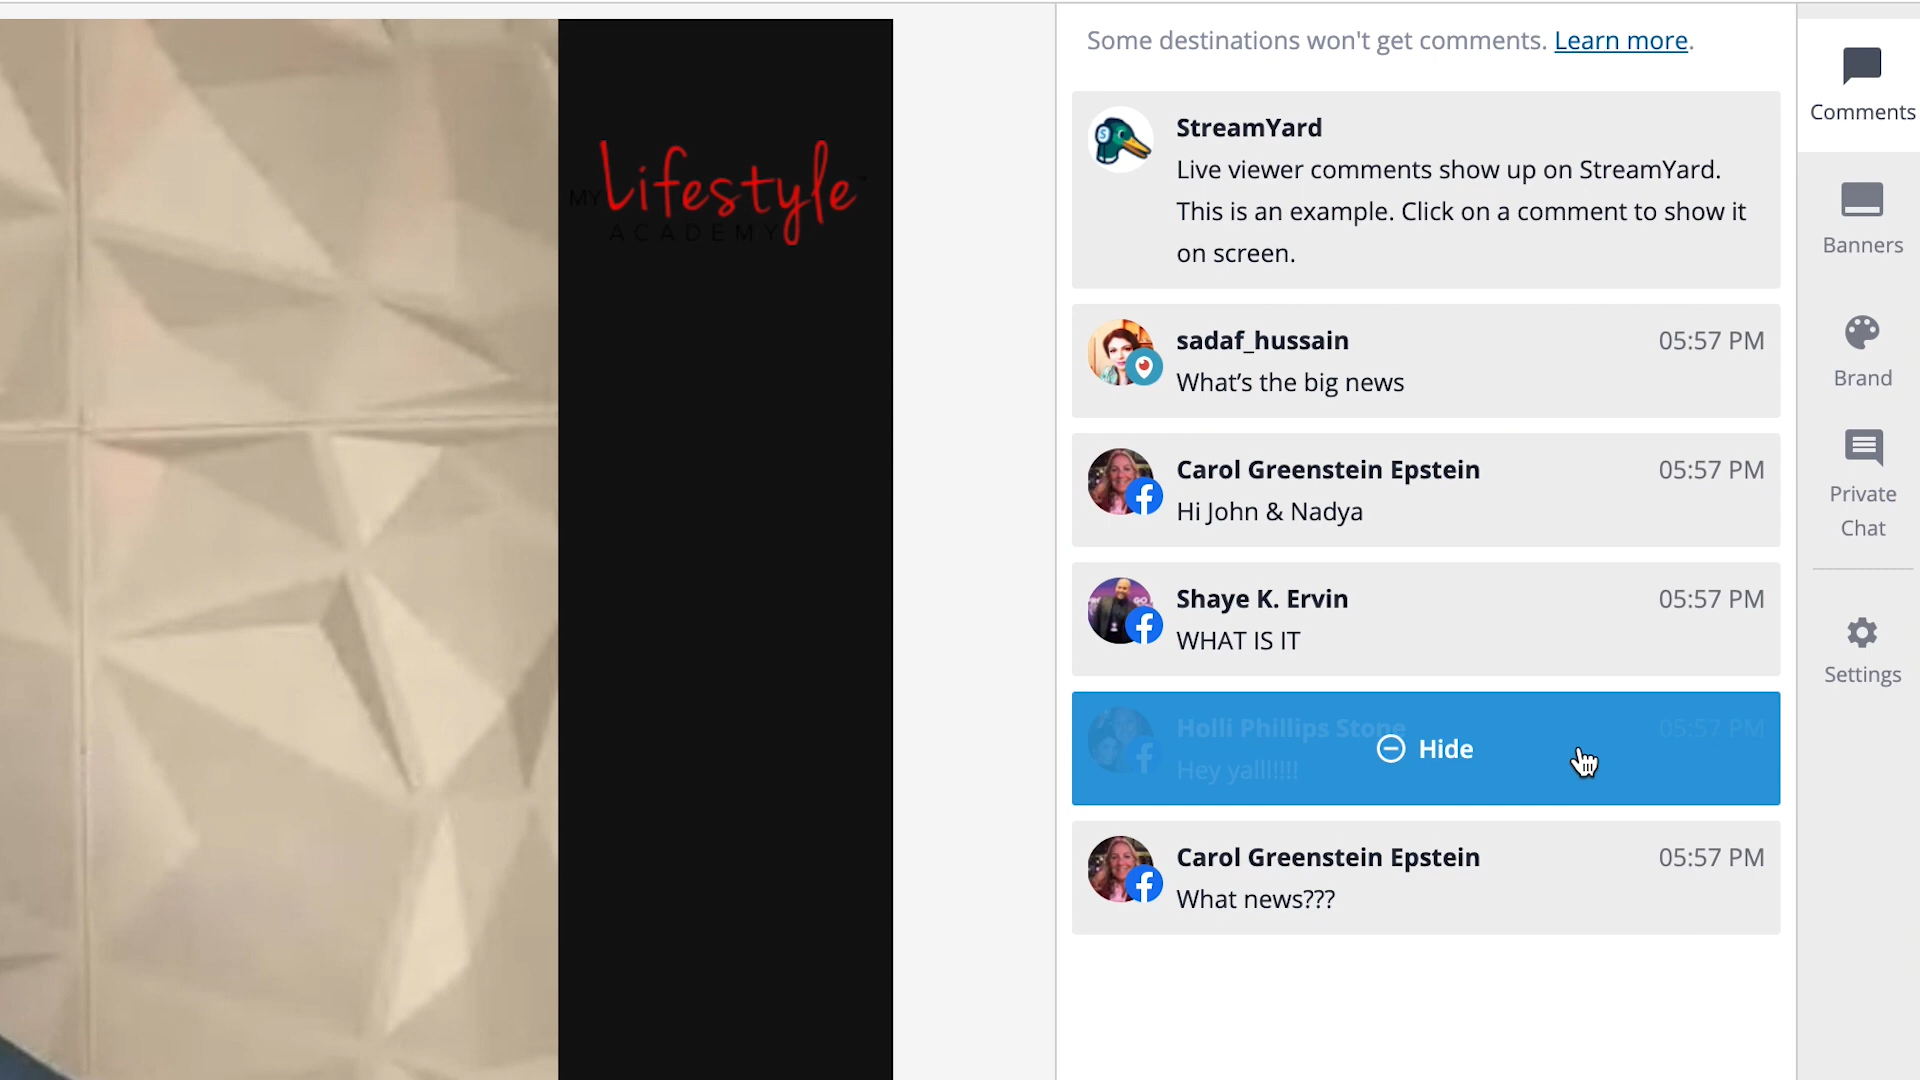 MY Lifestyle
ACADEMY
Some destinations won't get comments. Learn more.
StreamYard
Live viewer comments show up on StreamYard.
This is an example. Click on a comment to show it
on screen.
sadaf_hussain 05:57 PM
What's the big news
Carol Greenstein Epstein 05:57 PM
Hi John & Nadya
Shaye K. Ervin 05:57 PM
WHAT IS IT
Holli Phillips Stone 05:57 PM
Hide
Hey yalll!!!!
Carol Greenstein Epstein 05:57 PM
What news???
Comments
Banners
Brand
Private
Chat
Settings